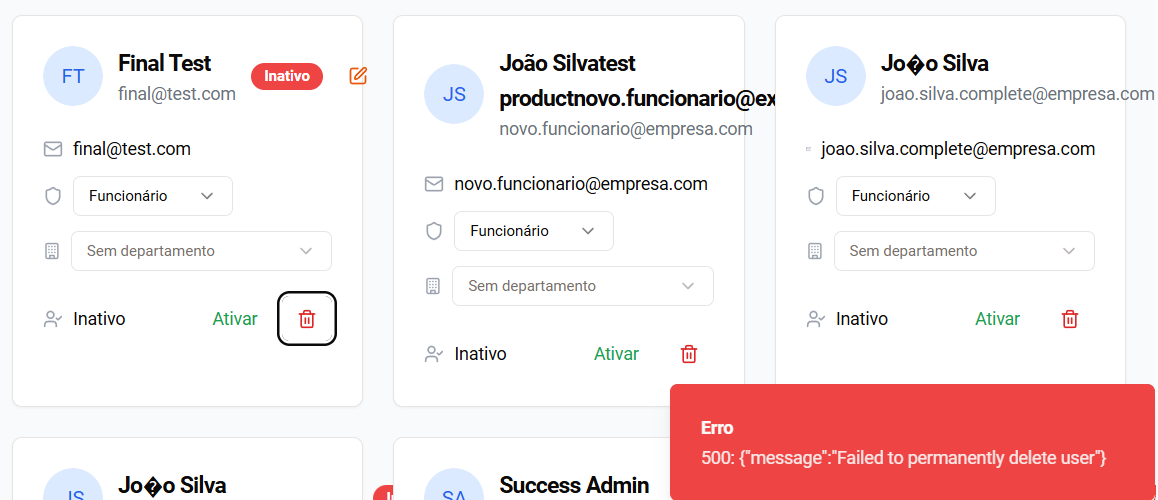 FT
Final Test
Inativo
final@test.com
final@test.com
Funcionário
Sem departamento
Inativo
Ativar
JS
João Silvatest
productnovo.funcionario@ex
novo.funcionario@empresa.com
novo.funcionario@empresa.com
Funcionário
Sem departamento
Inativo
Ativar
JS
Jo�o Silva
joao.silva.complete@empresa.com
joao.silva.complete@empresa.com
Funcionário
Sem departamento
Inativo
Ativar
JS
Jo�o Silva
SA
Success Admin
Erro
500: {"message":"Failed to permanently delete user"}